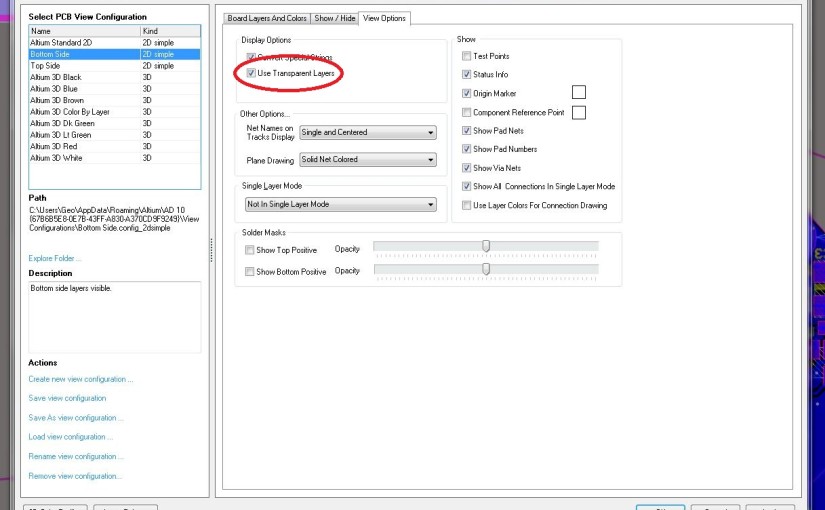 Select PCB View Configuration
Name Kind
Altium Standard 2D 2D simple
Bottom Side 2D simple
Top Side 2D simple
Altium 3D Black 3D
Altium 3D Blue 3D
Altium 3D Brown 3D
Altium 3D Color By Layer 3D
Altium 3D Dk Green 3D
Altium 3D Lt Green 3D
Altium 3D Red 3D
Altium 3D White 3D
Path
C:\Users\Geo\AppData\Roaming\Altium\AD 10
{67B6B5E8-0E7B-43FF-A830-A370CD9F9249}\View
Configurations\Bottom Side.config_2dsimple
Explore Folder...
Description
Bottom side layers visible.
Actions
Create new view configuration ...
Save view configuration
Save As view configuration ...
Load view configuration ...
Rename view configuration ...
Remove view configuration...
Board Layers And Colors Show / Hide View Options
Display Options
Convert Special Strings
Use Transparent Layers
Other Options...
Net Names on
Tracks Display Single and Centered
Plane Drawing Solid Net Colored
Single Layer Mode
Not In Single Layer Mode
Solder Masks
Show Top Positive Opacity
Show Bottom Positive Opacity
Show
Test Points
Status Info
Origin Marker
Component Reference Point
Show Pad Nets
Show Pad Numbers
Show Via Nets
Show All Connections In Single Layer Mode
Use Layer Colors For Connection Drawing